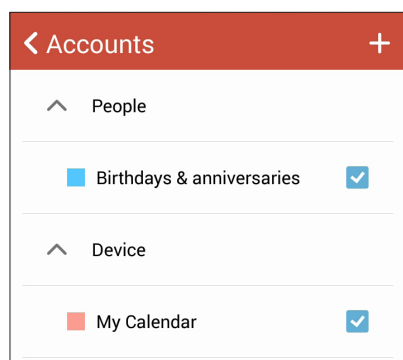 Accounts
People
Birthdays & anniversaries
Device
My Calendar